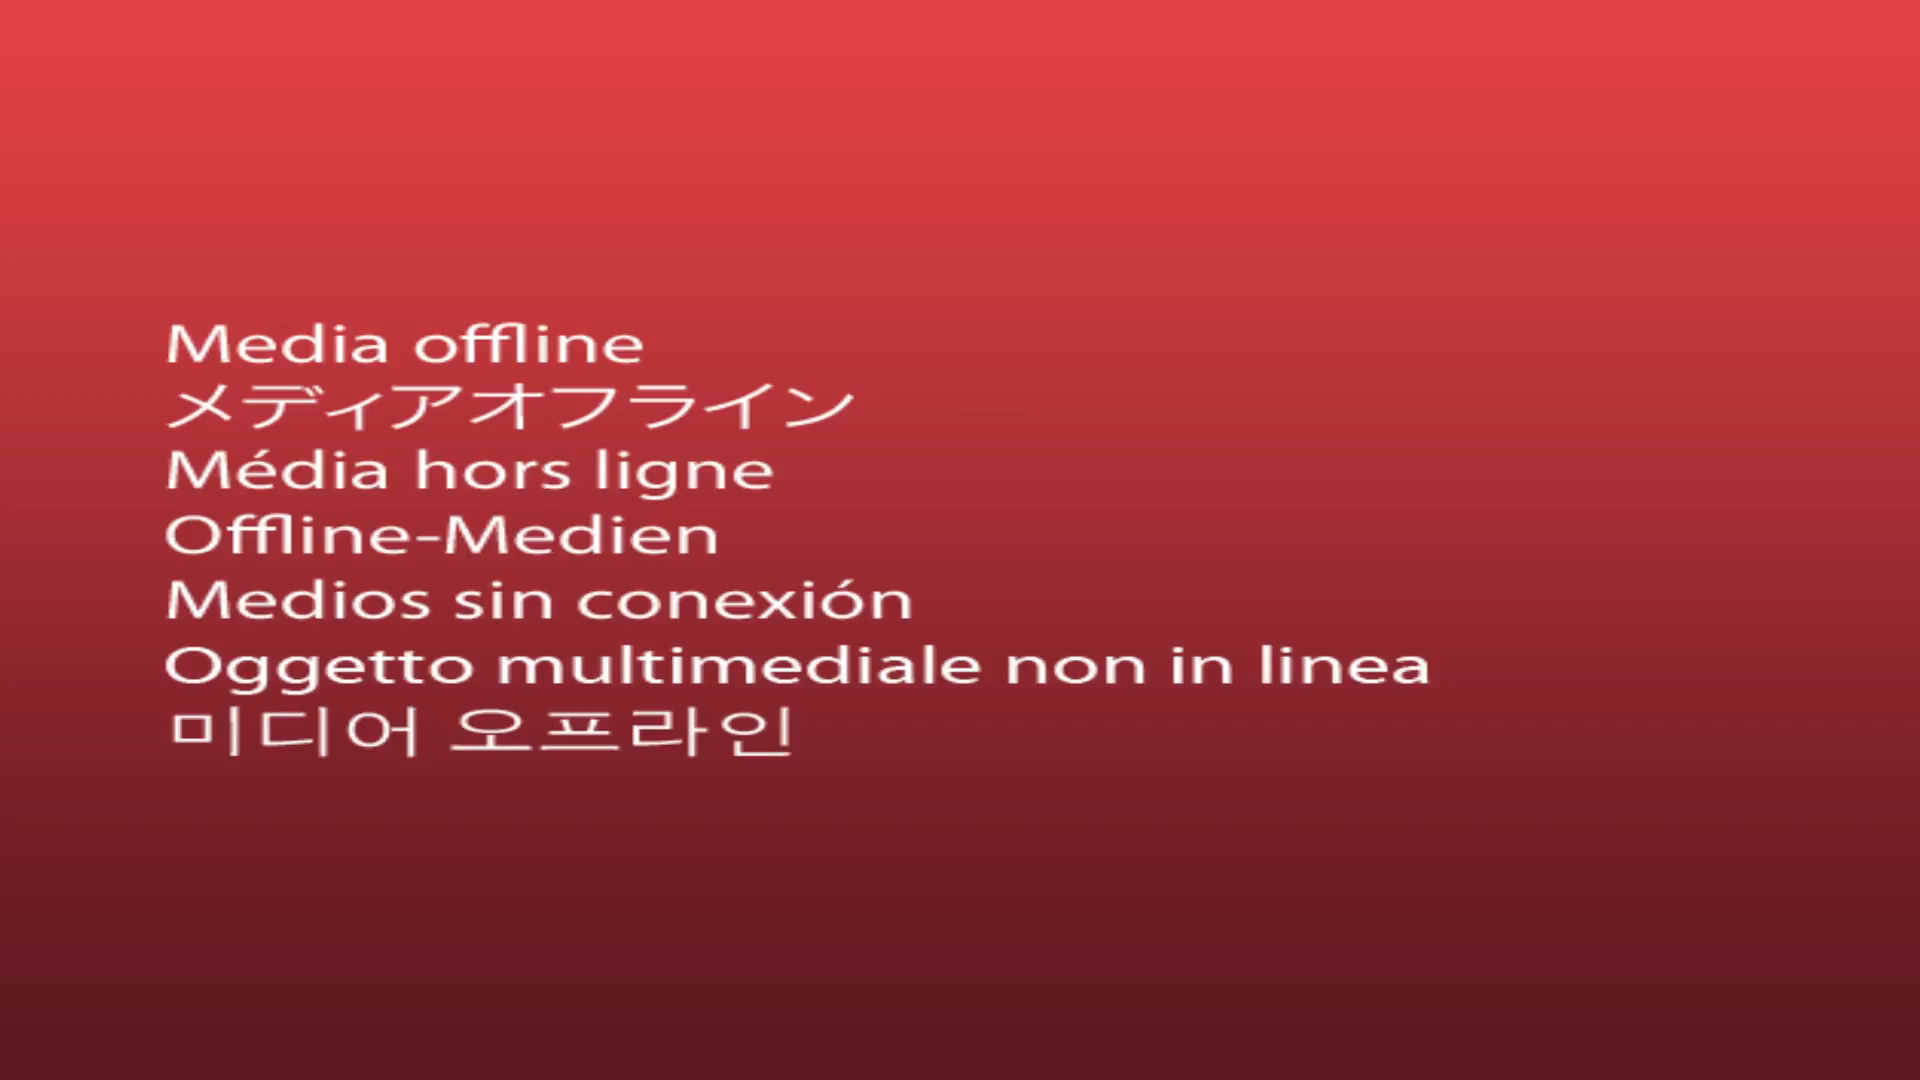 Media offline
メディアオフライン
Média hors ligne
Offline-Medien
Medios sin conexión
Oggetto multimediale non in linea
미디어 오프라인